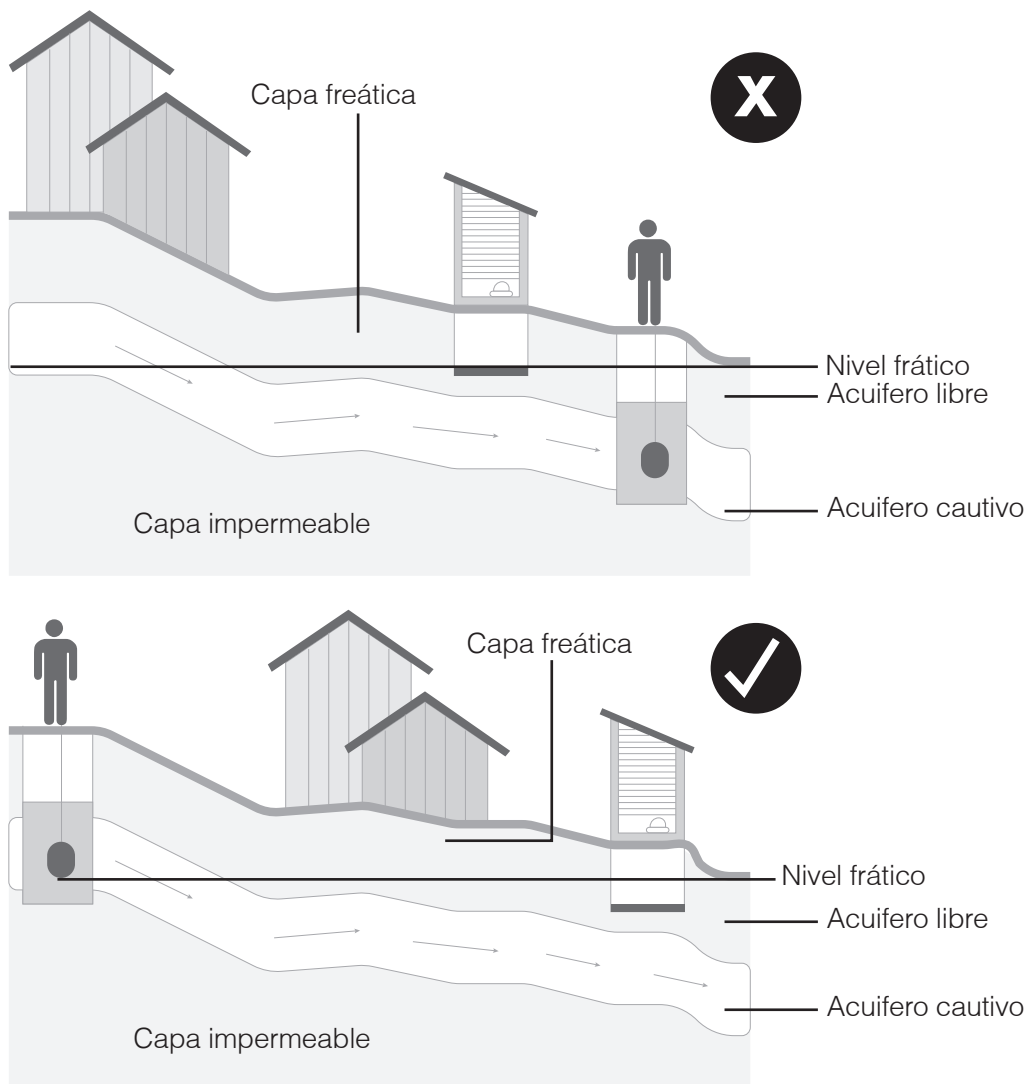 Capa freática
X
Nivel frático
Acuifero libre
Acuifero cautivo
Capa impermeable
Capa freática
Nivel frático
Acuifero libre
Acuifero cautivo
Capa impermeable